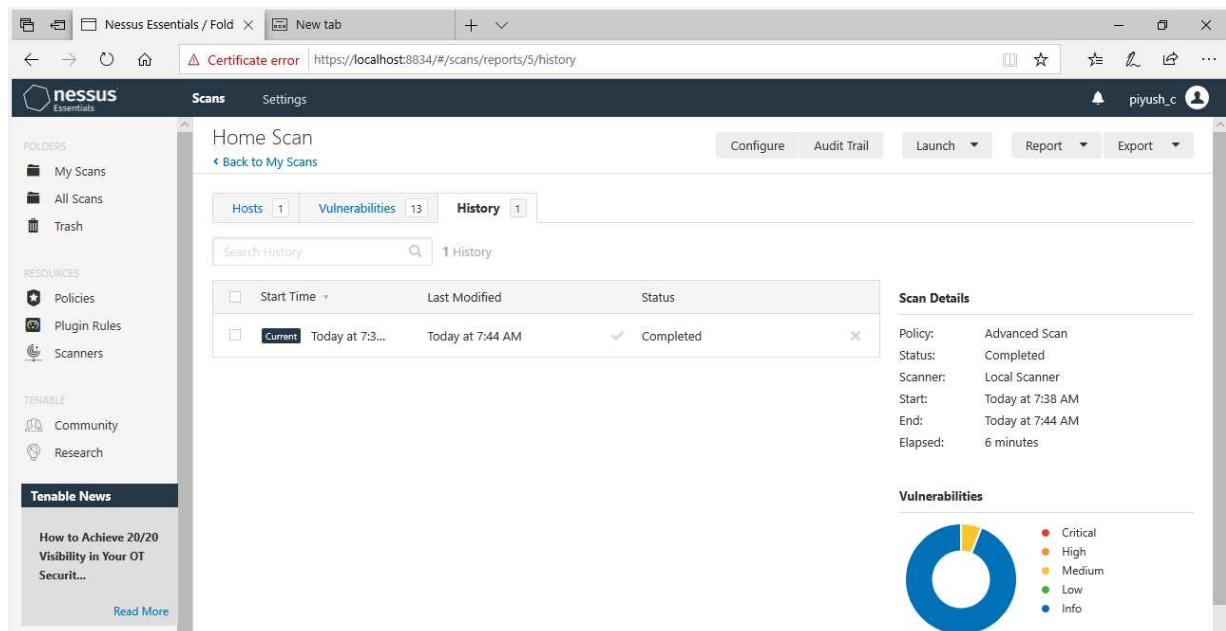 Nessus Essentials / Fold
New tab
Certificate error https://localhost:8834/#/scans/reports/5/history
nessus
Essentials
Scans Settings
piyush_c
FOLDERS
My Scans
All Scans
Trash
RESOURCES
Policies
Plugin Rules
Scanners
TENABLE
Community
Research
Tenable News
How to Achieve 20/20
Visibility in Your OT
Securit...
Read More
Home Scan
Back to My Scans
Configure Audit Trail Launch Report Export
Hosts 1 Vulnerabilities 13 History 1
Search History 1 History
Start Time Last Modified Status
Current Today at 7:3... Today at 7:44 AM Completed
Scan Details
Policy: Advanced Scan
Status: Completed
Scanner: Local Scanner
Start: Today at 7:38 AM
End: Today at 7:44 AM
Elapsed: 6 minutes
Vulnerabilities
Critical
High
Medium
Low
Info